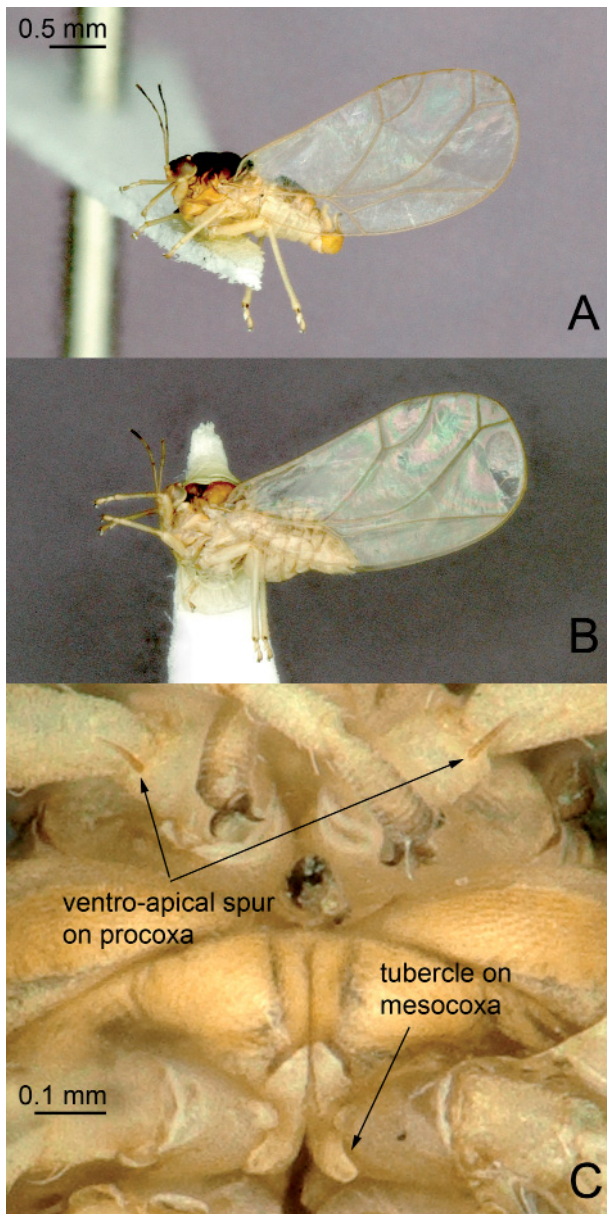 0.5 mm
A
B
ventro-apical spur
on procoxa
tubercle on
mesocoxa
0.1 mm
C